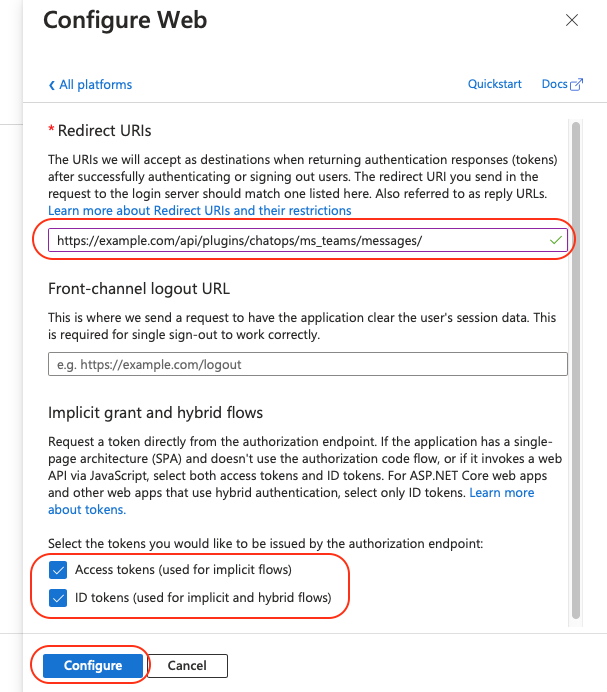 Configure Web
All platforms
Quickstart
Docs
* Redirect URIs
The URIs we will accept as destinations when returning authentication responses (tokens)
after successfully authenticating or signing out users. The redirect URI you send in the
request to the login server should match one listed here. Also referred to as reply URLs.
Learn more about Redirect URIs and their restrictions
https://example.com/api/plugins/chatops/ms_teams/messages/
Front-channel logout URL
This is where we send a request to have the application clear the user's session data. This
is required for single sign-out to work correctly.
e.g. https://example.com/logout
Implicit grant and hybrid flows
Request a token directly from the authorization endpoint. If the application has a single-
page architecture (SPA) and doesn't use the authorization code flow, or if it invokes a web
API via JavaScript, select both access tokens and ID tokens. For ASP.NET Core web apps
and other web apps that use hybrid authentication, select only ID tokens. Learn more
about tokens.
Select the tokens you would like to be issued by the authorization endpoint:
Access tokens (used for implicit flows)
ID tokens (used for implicit and hybrid flows)
Configure
Cancel